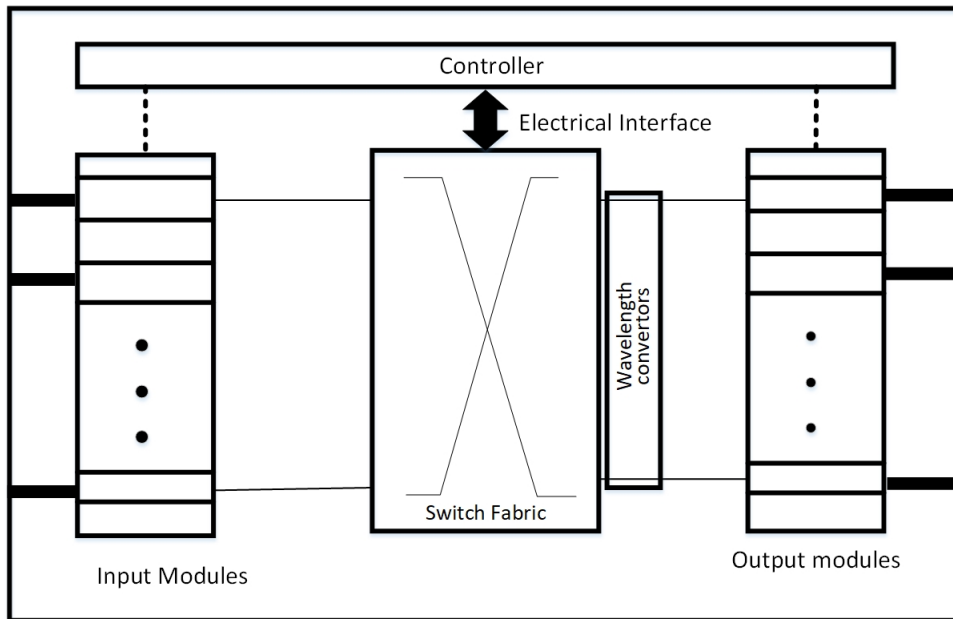 Controller
Electrical Interface
Wavelength
convertors
Switch Fabric
Input Modules
Output modules